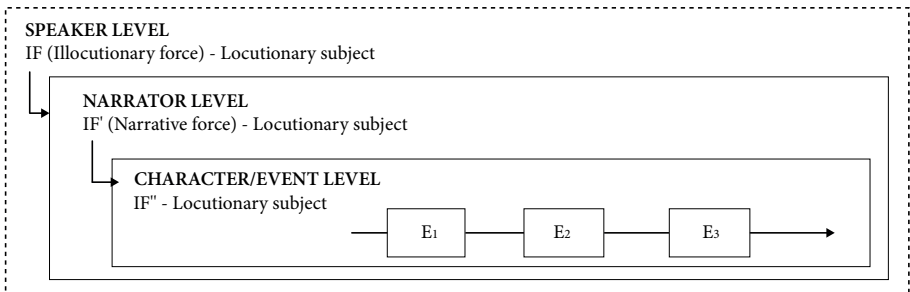 SPEAKER LEVEL
IF (Illocutionary force) - Locutionary subject
NARRATOR LEVEL
IF' (Narrative force) - Locutionary subject
CHARACTER/EVENT LEVEL
IF" - Locutionary subject
E1 E2 E3